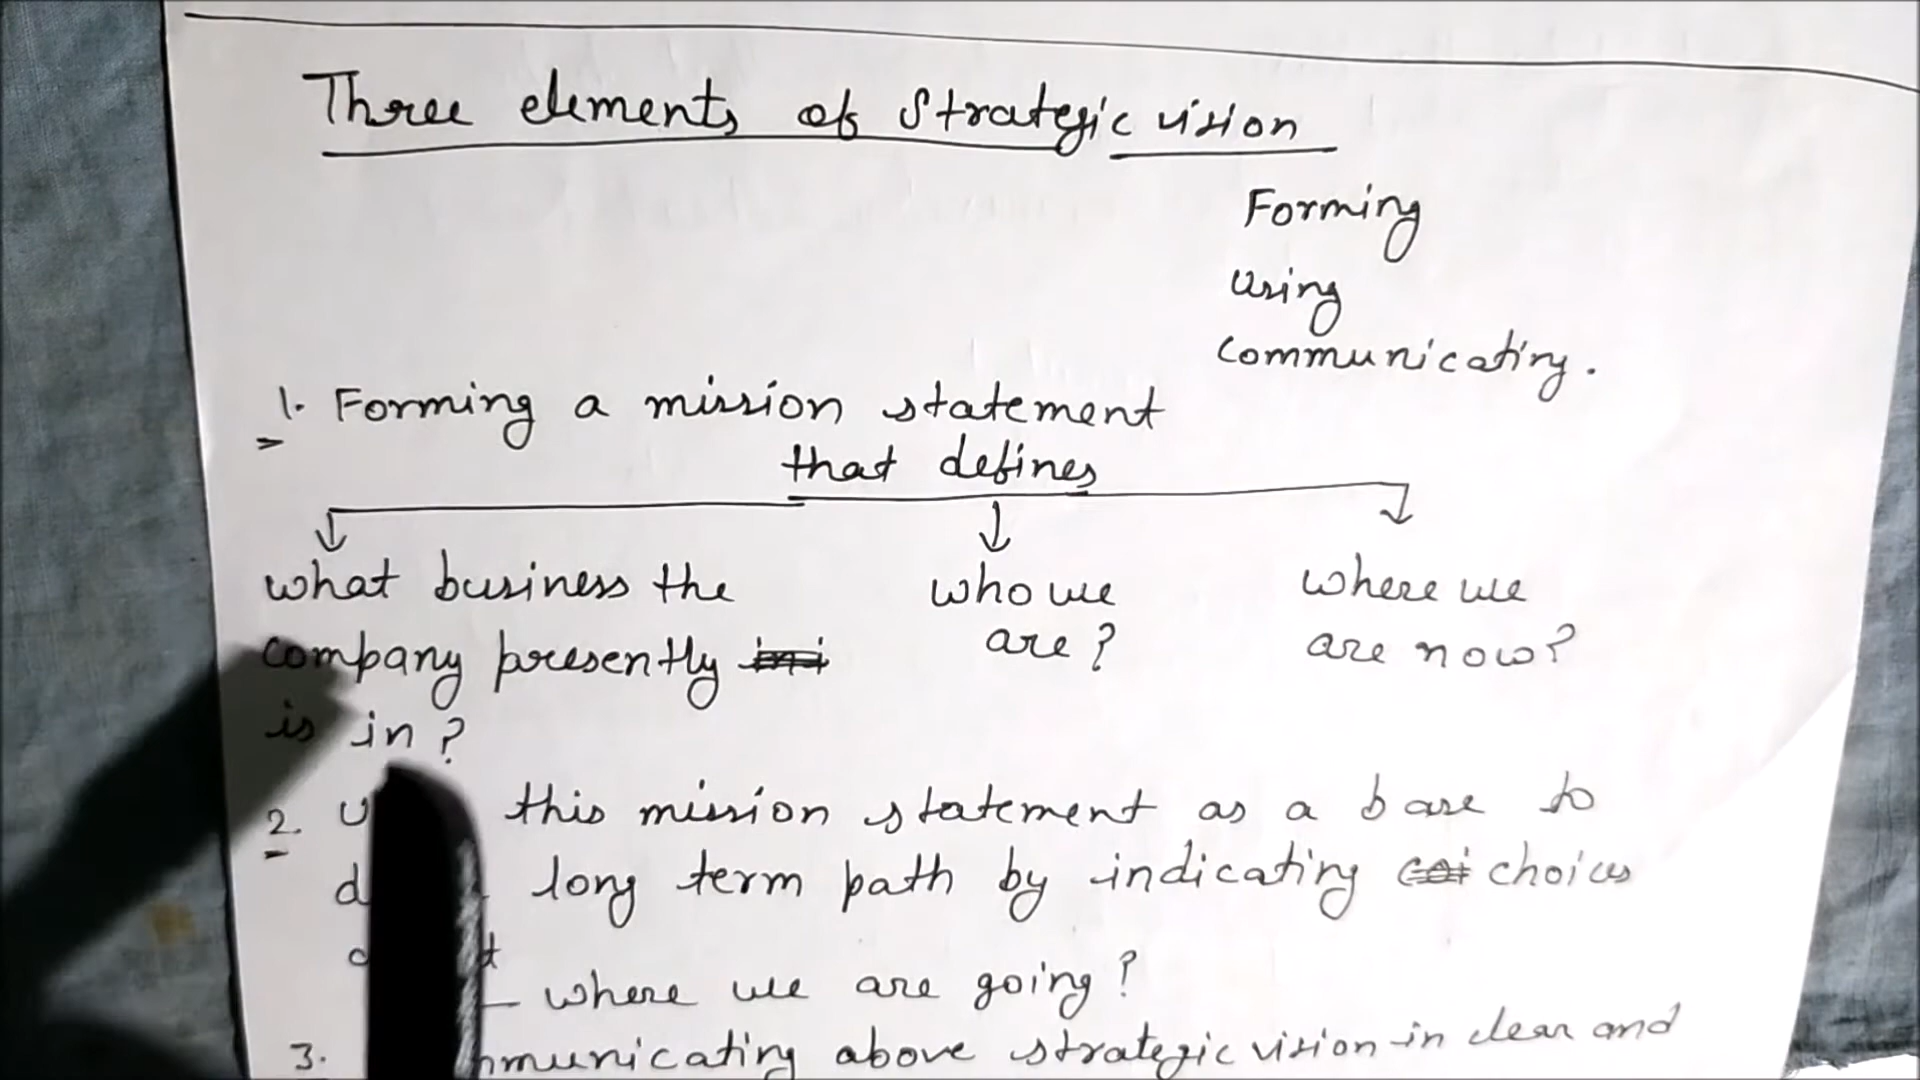 Three elements of Strategic vision
Forming
Using
Communicating.
1. Forming a mission statement
that defines
what business the
company presently
is in?
who we
are?
where we
are now?
2. this mission statement as a base to
long term path by indicating choices
where we are going?
3. above strategic vision in clear and